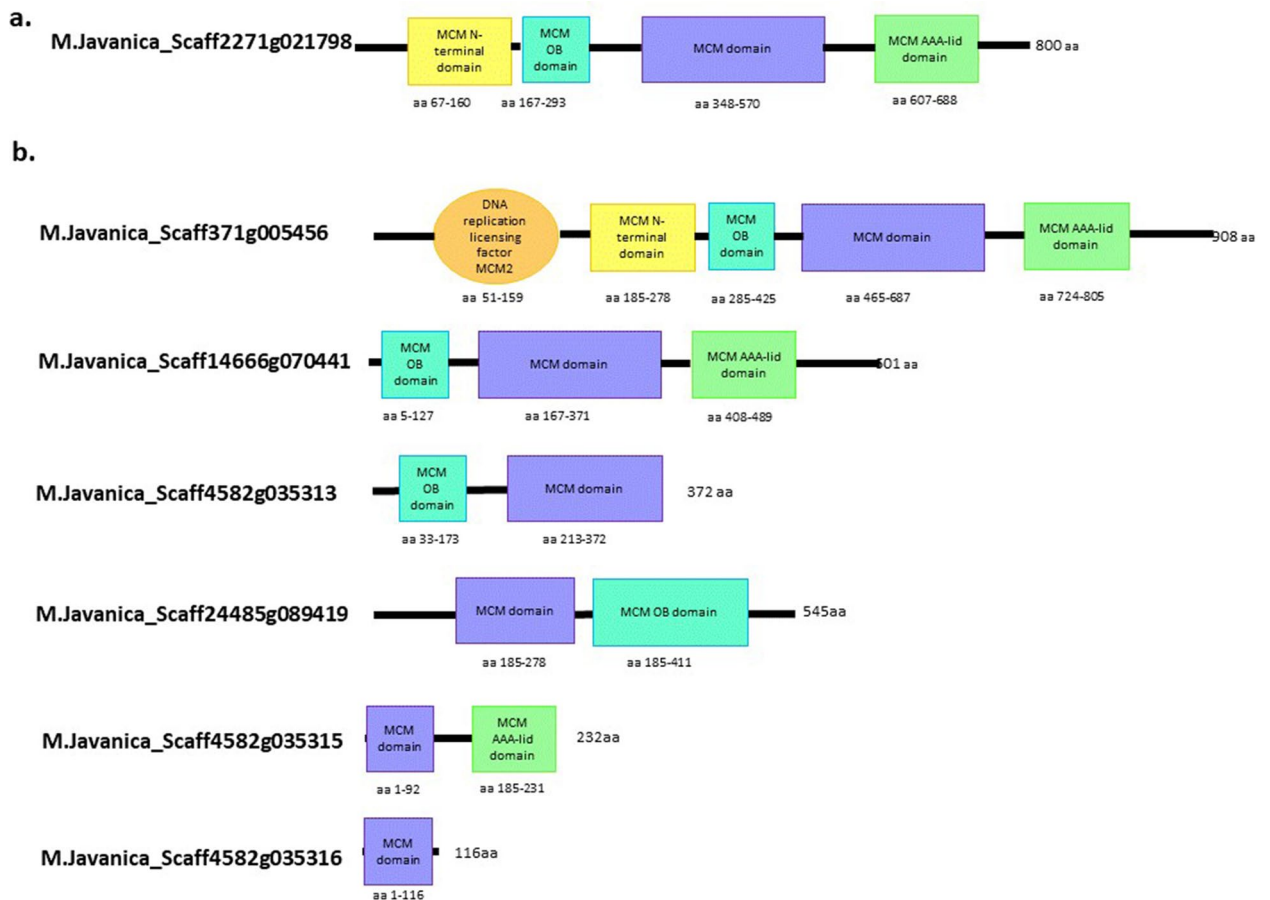 a.
M.Javanica_Scaff2271g021798
MCM N-
terminal
domain
MCM
OB
domain
MCM domain
MCM AAA-lid
domain
800 aa
aa 67-160
aa 167-293
aa 348-570
aa 607-688
b.
M.Javanica_Scaff371g005456
DNA
replication
licensing
factor
MCM2
MCM N-
terminal
domain
MCM
OB
domain
MCM domain
MCM AAA-lid
domain
908 aa
aa 51-159
aa 185-278
aa 285-425
aa 465-687
aa 724-805
M.Javanica_Scaff14666g070441
MCM
OB
domain
MCM domain
MCM AAA-lid
domain
501 aa
aa 5-127
aa 167-371
aa 408-489
M.Javanica_Scaff4582g035313
MCM
OB
domain
MCM domain
372 aa
aa 33-173
aa 213-372
M.Javanica_Scaff24485g089419
MCM domain
MCM OB domain
545aa
aa 185-278
aa 185-411
M.Javanica_Scaff4582g035315
MCM
domain
MCM
AAA-lid
domain
232aa
aa 1-92
aa 185-231
M.Javanica_Scaff4582g035316
MCM
domain
116aa
aa 1-116